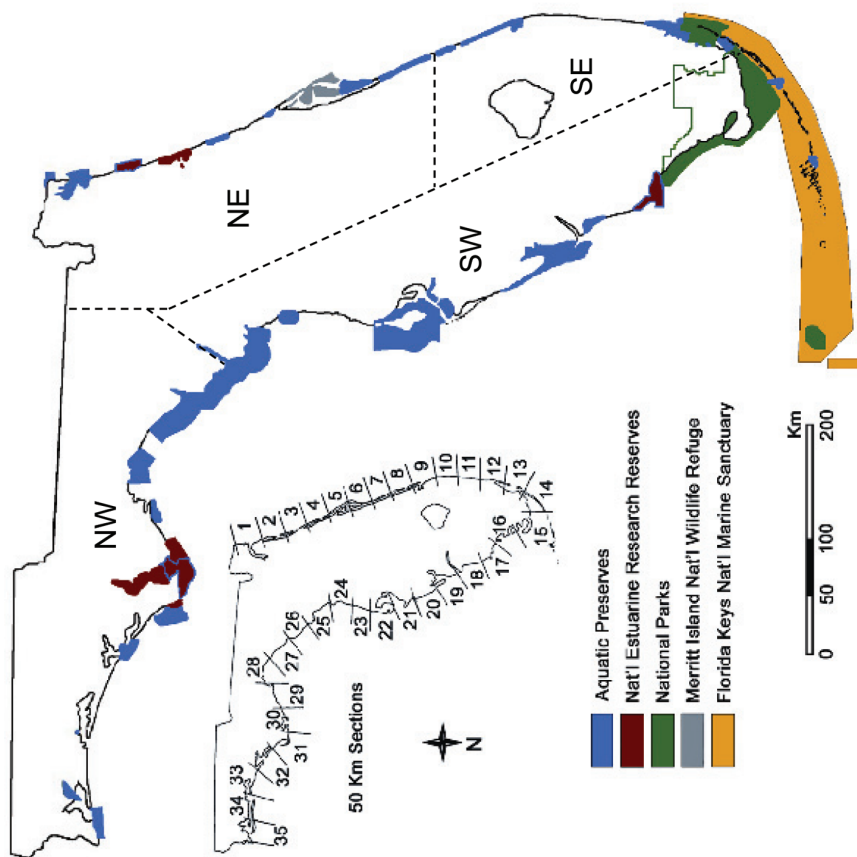 NW
NE
SW
SE
1
2
3
4
5
6
7
8
9
10
11
12
13
14
15
16
17
18
19
20
21
22
23
24
25
26
27
28
29
30
31
32
33
34
35
50 Km Sections
N
Aquatic Preserves
Nat'l Estuarine Research Reserves
National Parks
Merritt Island Nat'l Wildlife Refuge
Florida Keys Nat'l Marine Sanctuary
Km
0 50 100 200